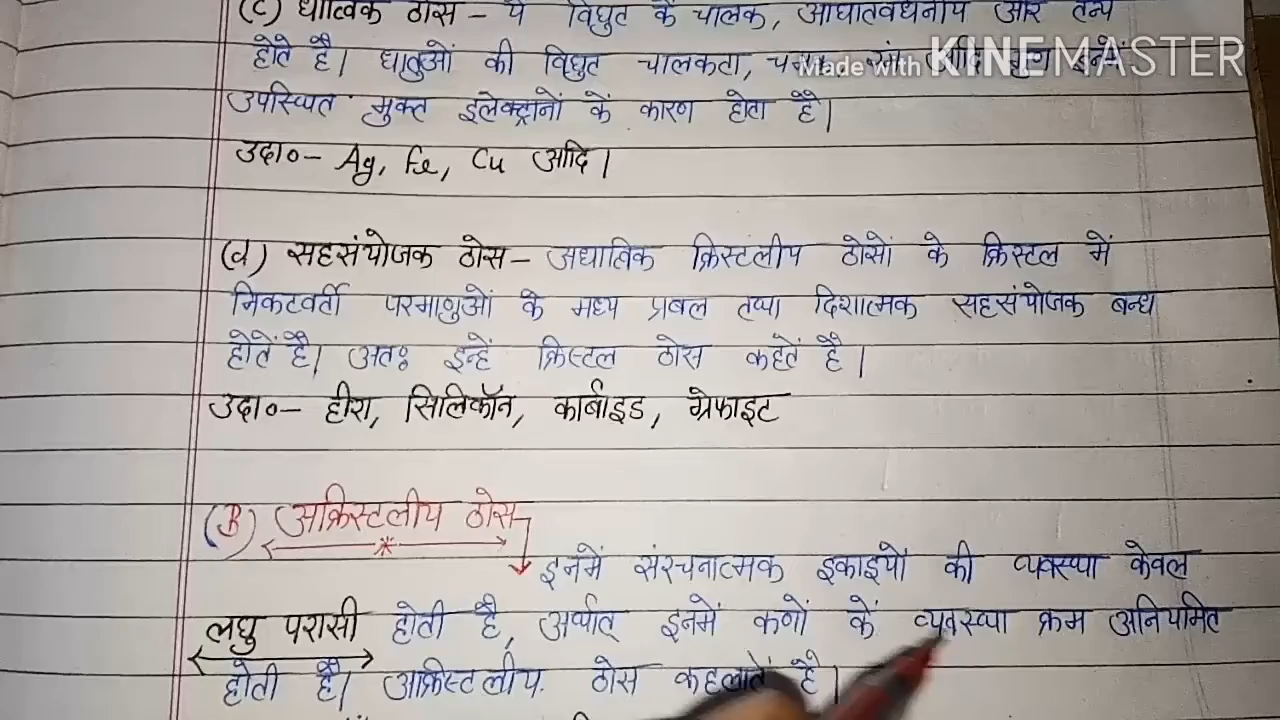 (C) धात्विक ठोस - ये विधुत के चालक, आघातवर्धनीय और तन्य
होते है। धातुओं की विधुत चालकता, इनमें
Made with KINEMASTER
उपस्थित मुक्त इलेक्ट्रानों के कारण होता है।
उदा०- Ag, Fe, Cu आदि।
(d) सहसंयोजक ठोस - अधात्विक क्रिस्टलीय ठोसों के क्रिस्टल में
निकटवर्ती परमाणुओं के मध्य प्रबल तथा दिशात्मक सहसंयोजक बन्ध
होतें है। अतः इन्हें क्रिस्टल ठोस कहतें है।
उदा०- हीरा, सिलिकॉन, कार्बाइड, ग्रेफाइट
(B) अक्रिस्टलीय ठोस
इनमें संरचनात्मक इकाइयों की व्यवस्था केवल
लघु परासी होती है, अर्थात् इनमें कणों कें व्यवस्था क्रम अनियमित
होती है। अक्रिस्टलीय ठोस कहलातें है।